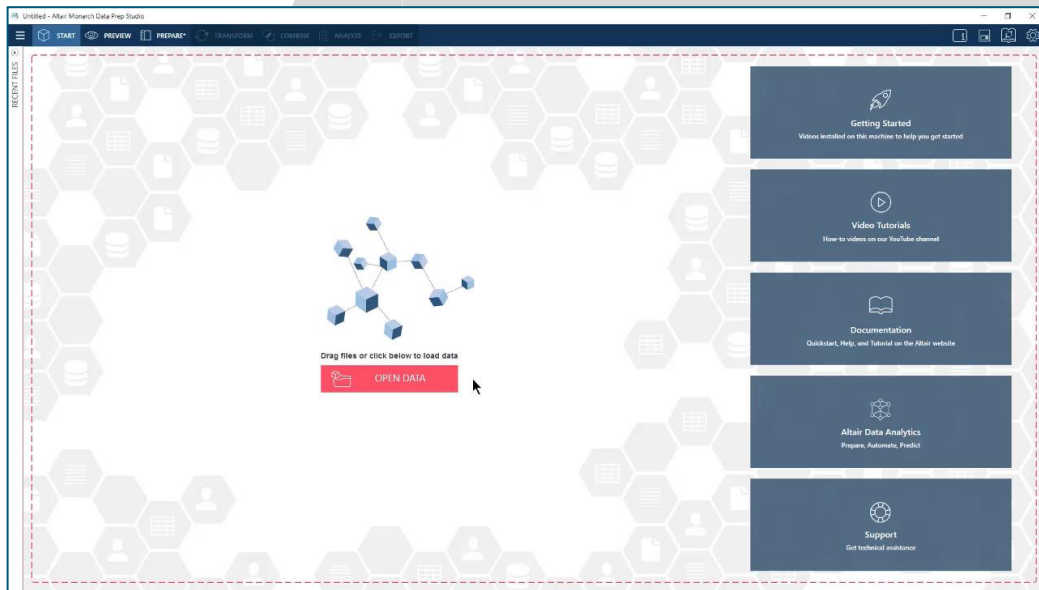 Untitled - Altair Monarch Data Prep Studio
START PREVIEW PREPARE* TRANSFORM COMBINE ANALYZE EXPORT
RECENT FILES
Drag files or click below to load data
OPEN DATA
Getting Started
Videos installed on this machine to help you get started
Video Tutorials
How-to videos on our YouTube channel
Documentation
Quickstart, Help, and Tutorial on the Altair website
Altair Data Analytics
Prepare, Automate, Predict
Support
Get technical assistance